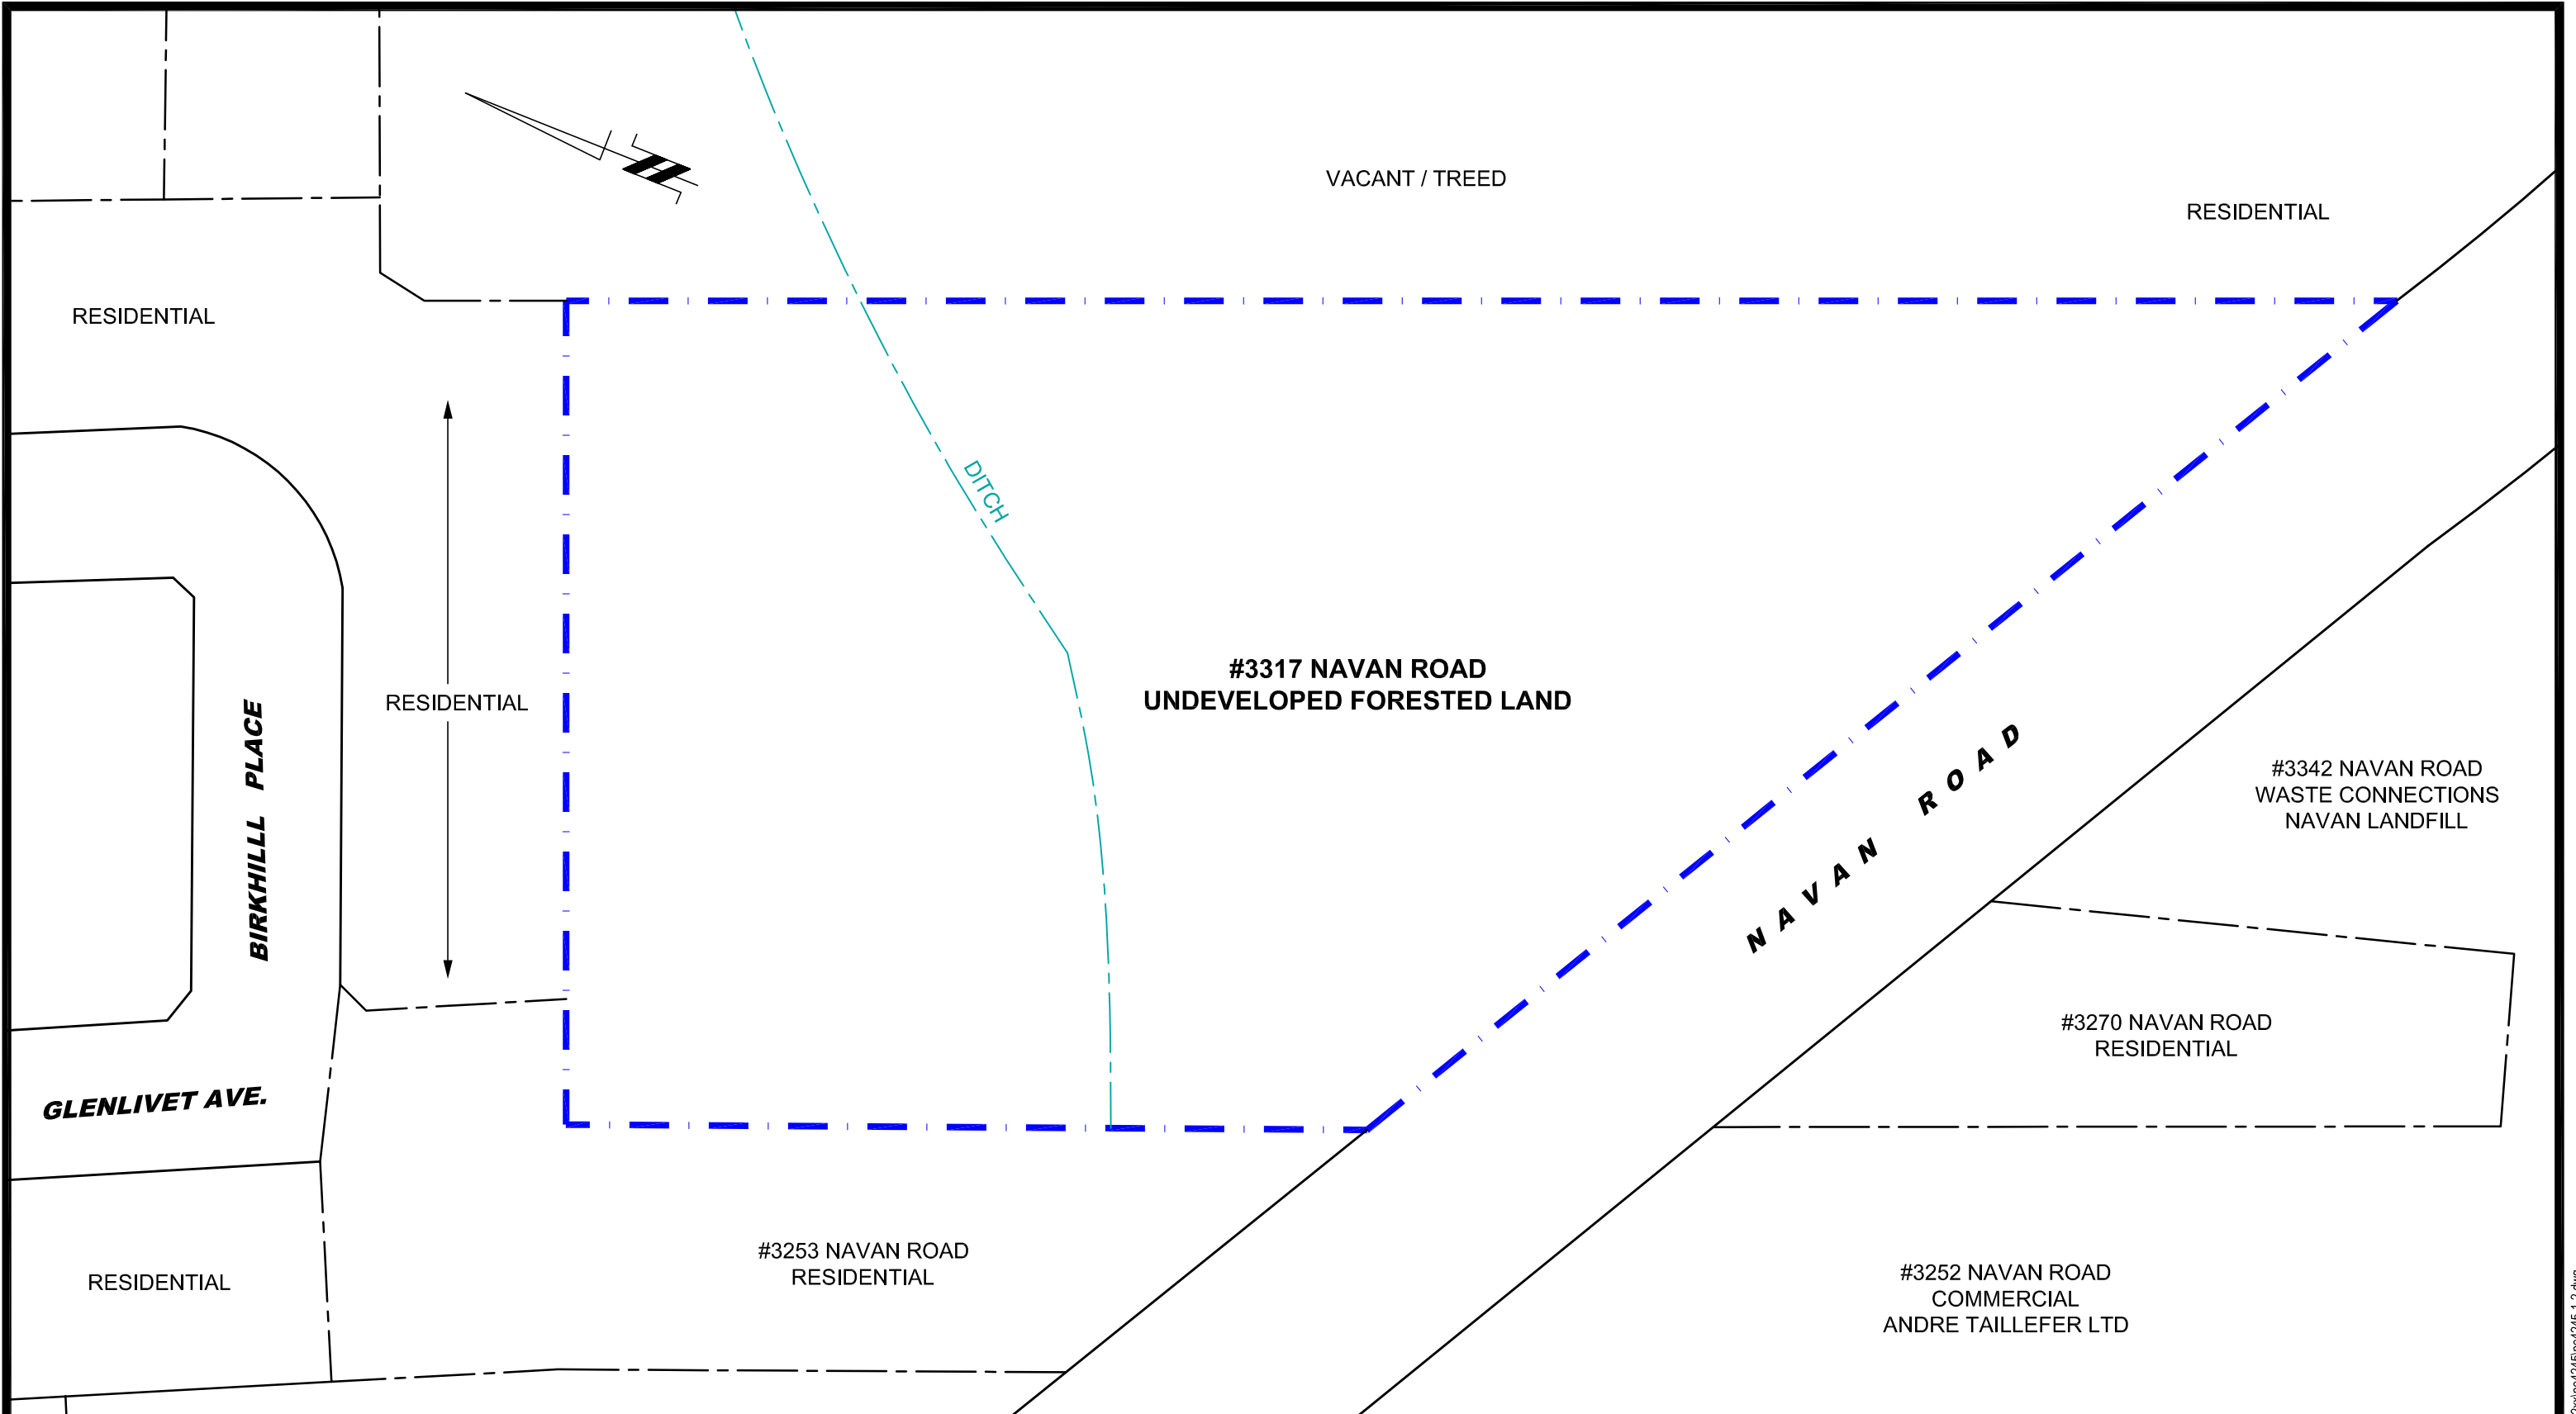 VACANT / TREED
RESIDENTIAL
RESIDENTIAL
DITCH
#3317 NAVAN ROAD
UNDEVELOPED FORESTED LAND
RESIDENTIAL
BIRKHILLL PLACE
NAVAN ROAD
#3342 NAVAN ROAD
WASTE CONNECTIONS
NAVAN LANDFILL
#3270 NAVAN ROAD
RESIDENTIAL
GLENLIVET AVE.
#3253 NAVAN ROAD
RESIDENTIAL
RESIDENTIAL
#3252 NAVAN ROAD
COMMERCIAL
ANDRE TAILLEFER LTD